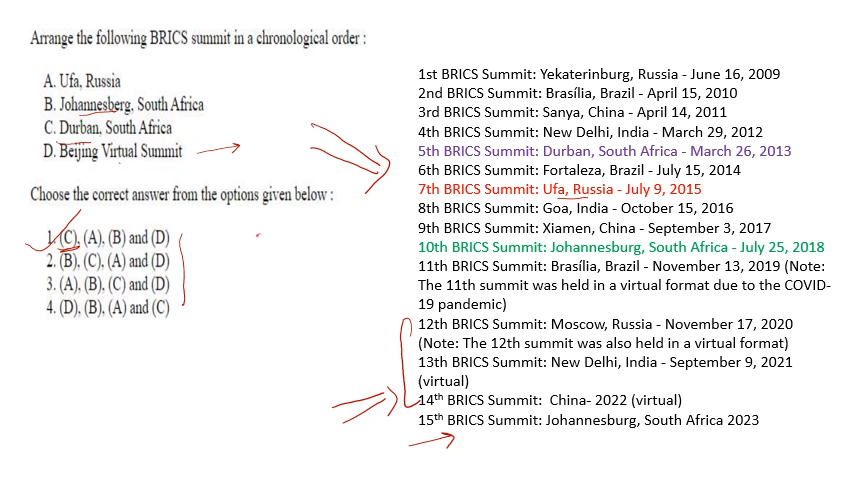 Arrange the following BRICS summit in a chronological order :
A. Ufa, Russia
B. Johannesberg, South Africa
C. Durban, South Africa
D. Beijing Virtual Summit
Choose the correct answer from the options given below :
1. (C), (A), (B) and (D)
2. (B), (C), (A) and (D)
3. (A), (B), (C) and (D)
4. (D), (B), (A) and (C)
1st BRICS Summit: Yekaterinburg, Russia - June 16, 2009
2nd BRICS Summit: Brasília, Brazil - April 15, 2010
3rd BRICS Summit: Sanya, China - April 14, 2011
4th BRICS Summit: New Delhi, India - March 29, 2012
5th BRICS Summit: Durban, South Africa - March 26, 2013
6th BRICS Summit: Fortaleza, Brazil - July 15, 2014
7th BRICS Summit: Ufa, Russia - July 9, 2015
8th BRICS Summit: Goa, India - October 15, 2016
9th BRICS Summit: Xiamen, China - September 3, 2017
10th BRICS Summit: Johannesburg, South Africa - July 25, 2018
11th BRICS Summit: Brasília, Brazil - November 13, 2019 (Note:
The 11th summit was held in a virtual format due to the COVID-
19 pandemic)
12th BRICS Summit: Moscow, Russia - November 17, 2020
(Note: The 12th summit was also held in a virtual format)
13th BRICS Summit: New Delhi, India - September 9, 2021
(virtual)
14th BRICS Summit:  China- 2022 (virtual)
15th BRICS Summit: Johannesburg, South Africa 2023